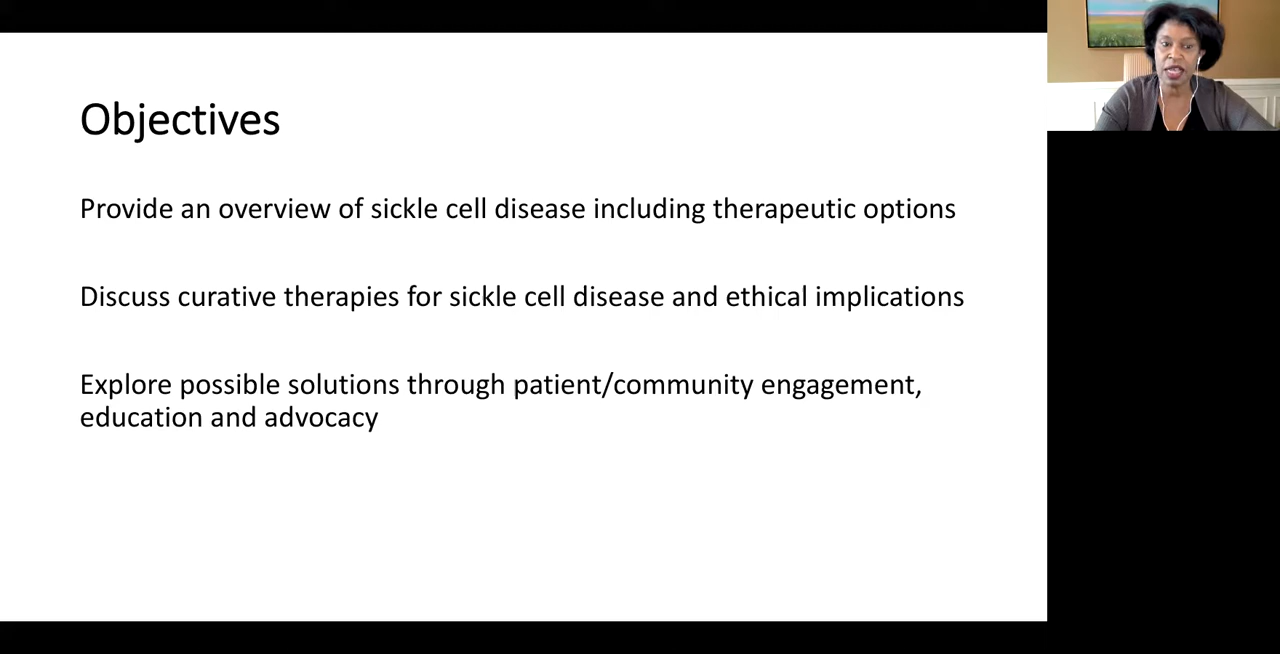 Objectives
Provide an overview of sickle cell disease including therapeutic options
Discuss curative therapies for sickle cell disease and ethical implications
Explore possible solutions through patient/community engagement,
education and advocacy